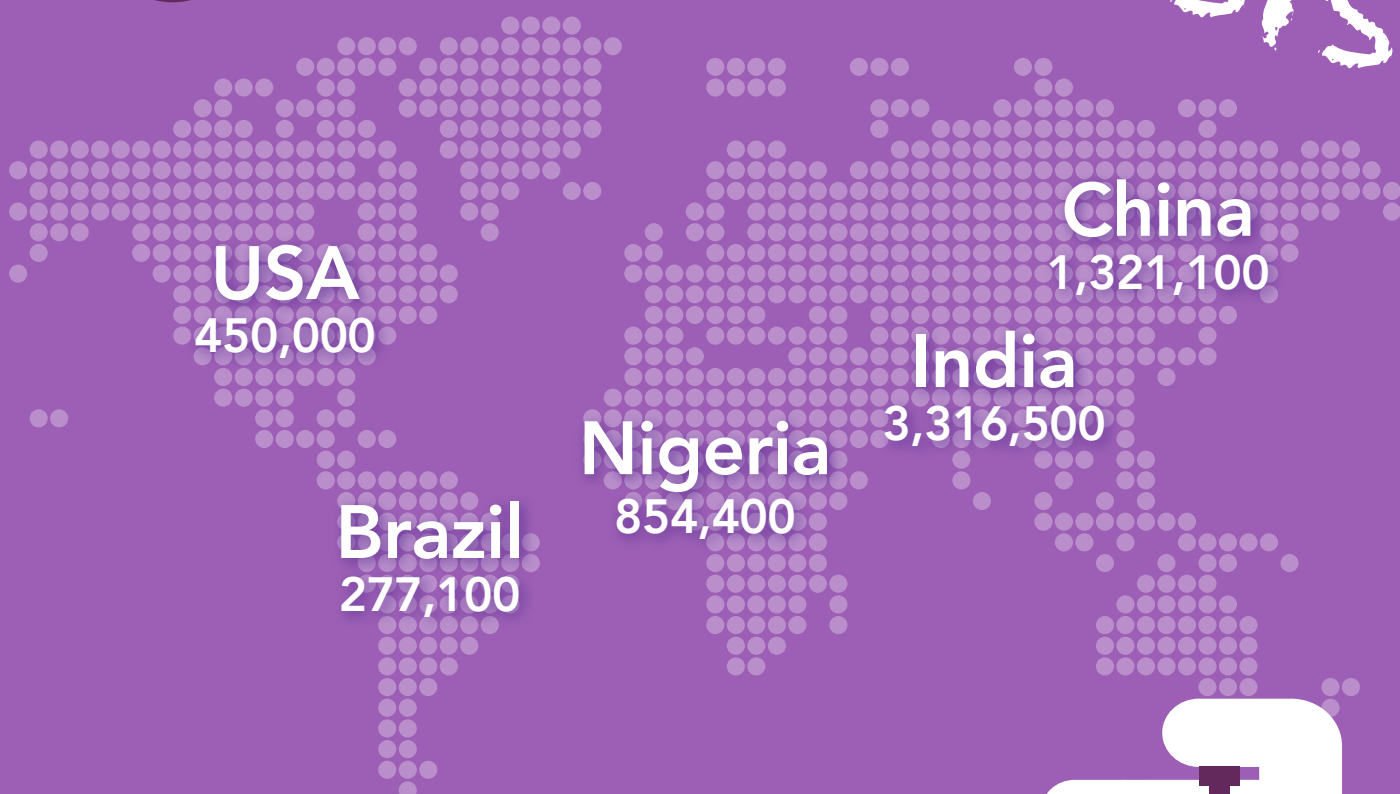 China
1,321,100
USA
450,000
India
3,316,500
Nigeria
854,400
Brazil
277,100